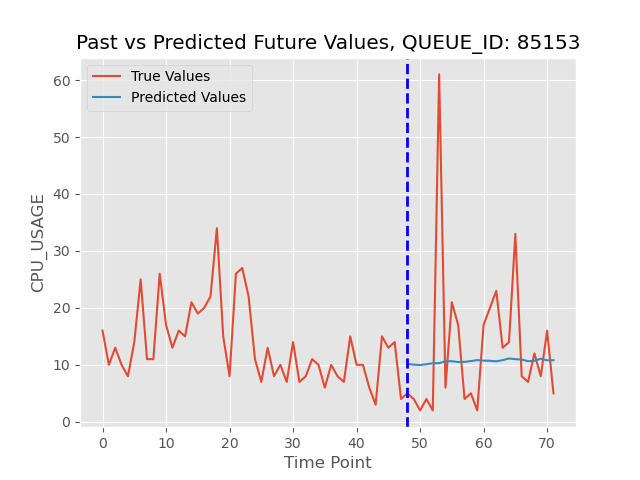 Past vs Predicted Future Values, QUEUE_ID: 85153
True Values
Predicted Values
CPU_USAGE
60
50
40
30
20
10
0
0 10 20 30 40 50 60 70
Time Point